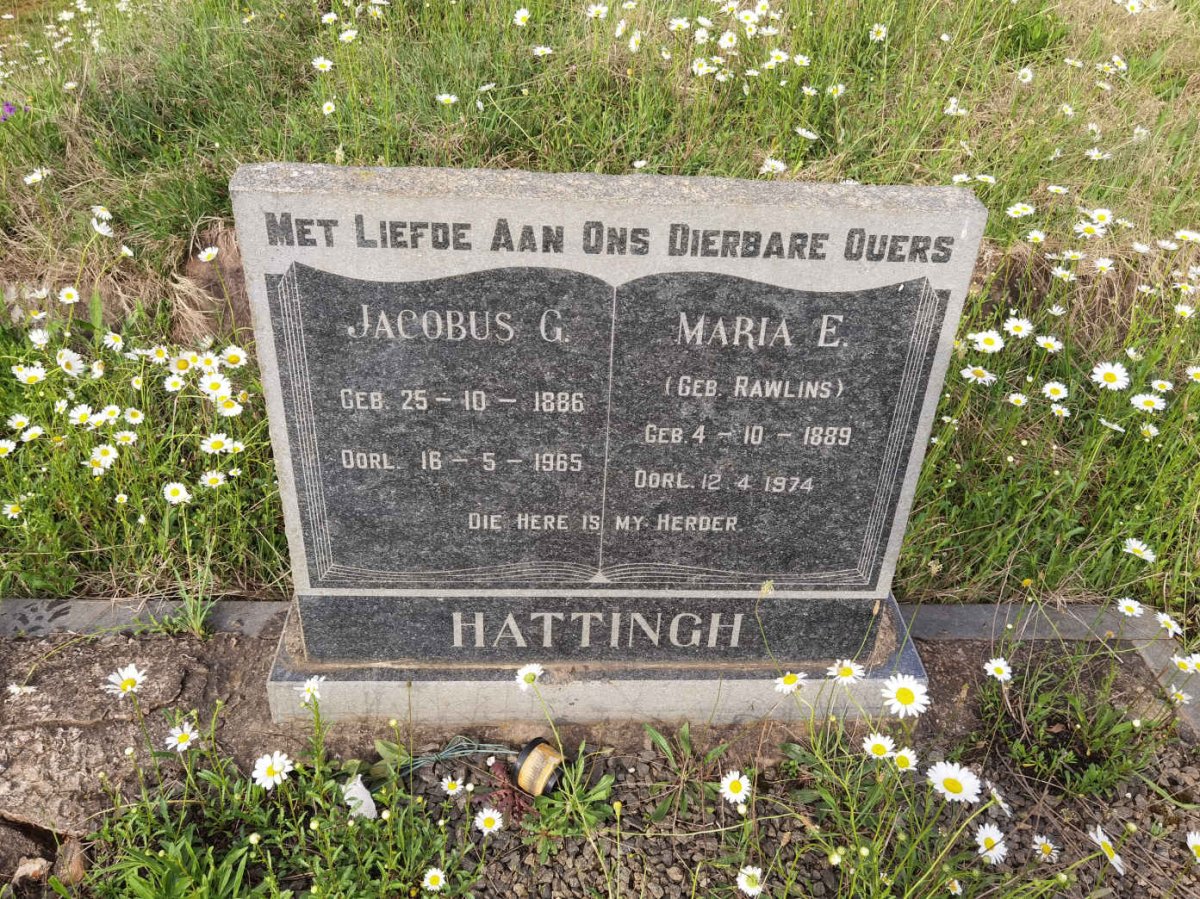 MET LIEFDE AAN ONS DIERBARE OUERS
JACOBUS G.
GEB. 25 – 10 – 1886
OORL. 16 – 5 – 1965
MARIA E.
(GEB. RAWLINS)
GEB. 4 – 10 – 1889
OORL. 12 4 1974
DIE HERE IS MY HERDER.
HATTINGH